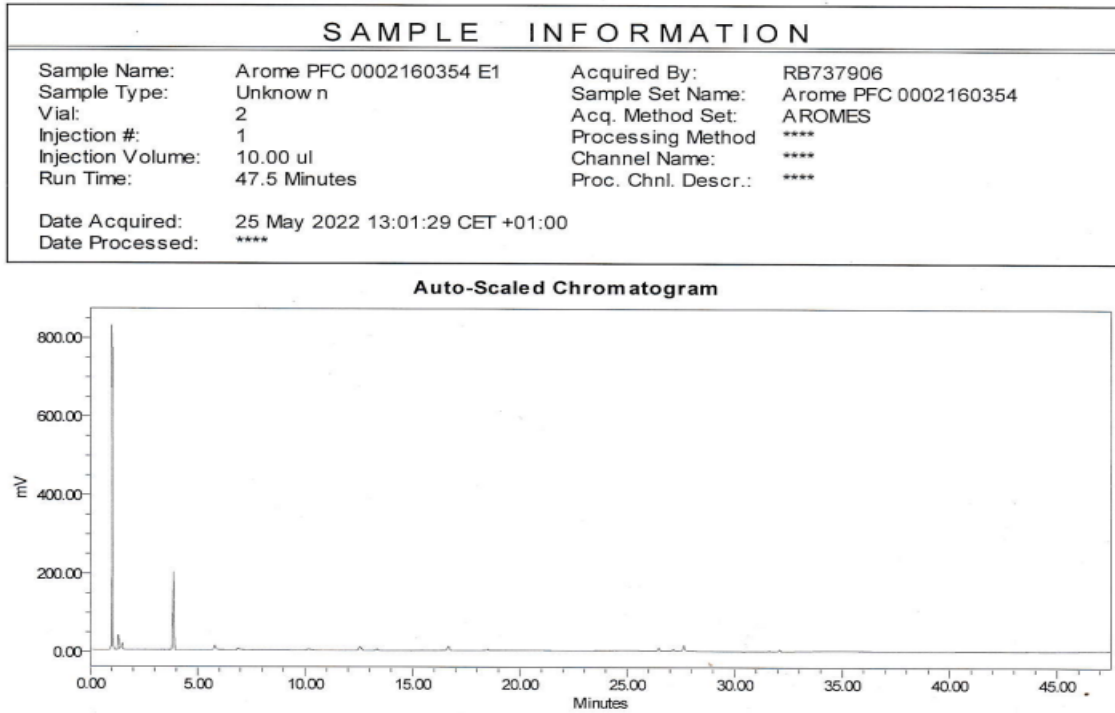 SAMPLE INFORMATION
Sample Name: Arome PFC 0002160354 E1 Acquired By: RB737906
Sample Type: Unknow n Sample Set Name: Arome PFC 0002160354
Vial: 2 Acq. Method Set: AROMES
Injection #: 1 Processing Method ****
Injection Volume: 10.00 ul Channel Name: ****
Run Time: 47.5 Minutes Proc. Chnl. Descr.: ****
Date Acquired: 25 May 2022 13:01:29 CET +01:00
Date Processed: ****
Auto-Scaled Chromatogram
800.00
600.00
mV
400.00
200.00
0.00
0.00 5.00 10.00 15.00 20.00 25.00 30.00 35.00 40.00 45.00
Minutes